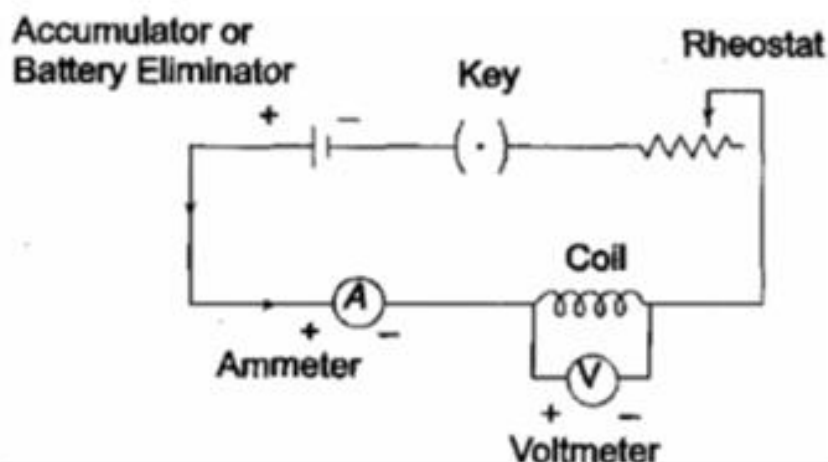 Accumulator or
Battery Eliminator
Key
Rheostat
+
−
(·)
Coil
A
+
−
Ammeter
V
+
−
Voltmeter